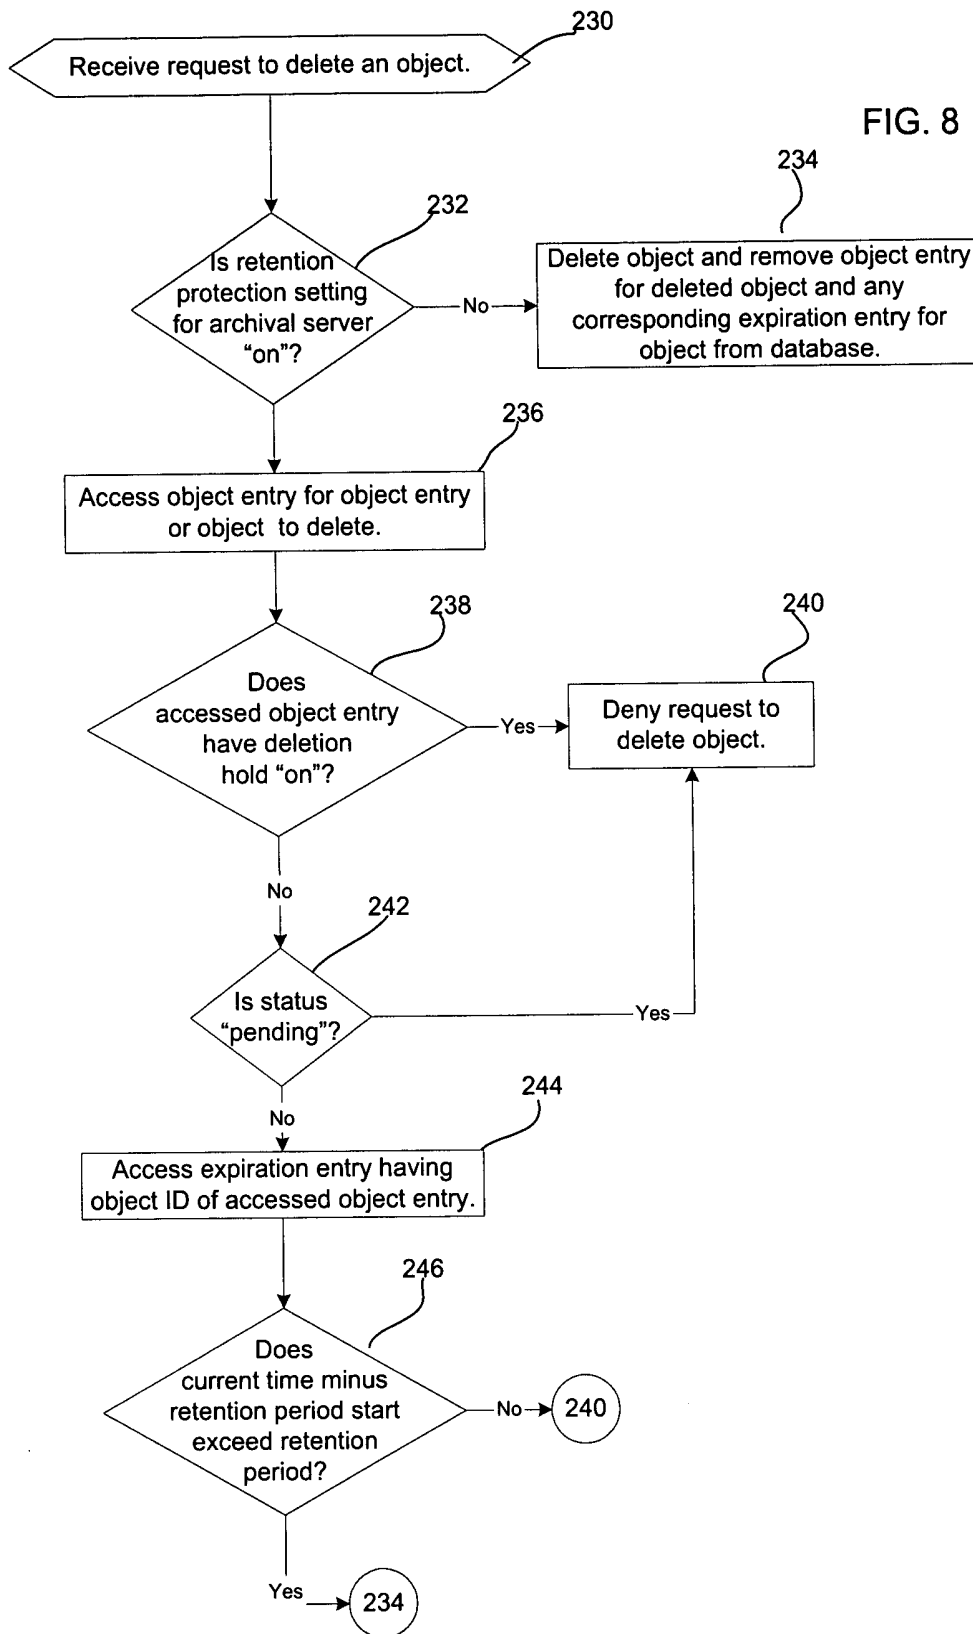 230
Receive request to delete an object.
FIG. 8
234
232
Is retention
protection setting
for archival server
“on”?
No
Delete object and remove object entry
for deleted object and any
corresponding expiration entry for
object from database.
236
Access object entry for object entry
or object to delete.
238
240
Does
accessed object entry
have deletion
hold “on”?
Yes
Deny request to
delete object.
No
242
Is status
“pending”?
Yes
No
244
Access expiration entry having
object ID of accessed object entry.
246
Does
current time minus
retention period start
exceed retention
period?
No
240
Yes
234